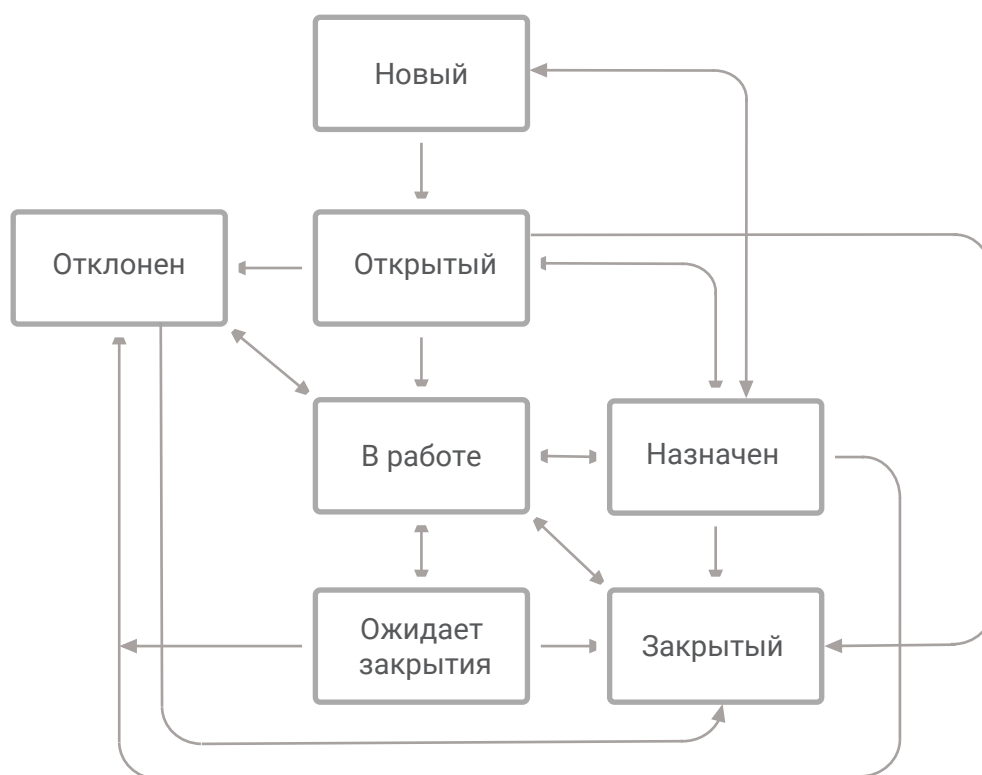 Новый
Отклонен
Открытый
В работе
Назначен
Ожидает
закрытия
Закрытый